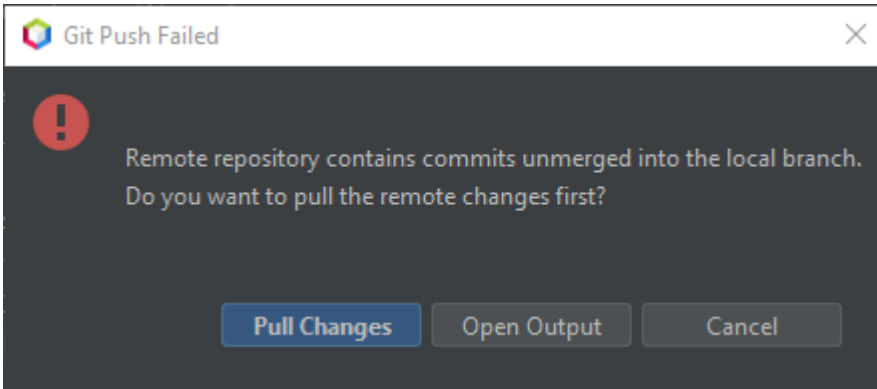 Git Push Failed
Remote repository contains commits unmerged into the local branch.
Do you want to pull the remote changes first?
Pull Changes
Open Output
Cancel